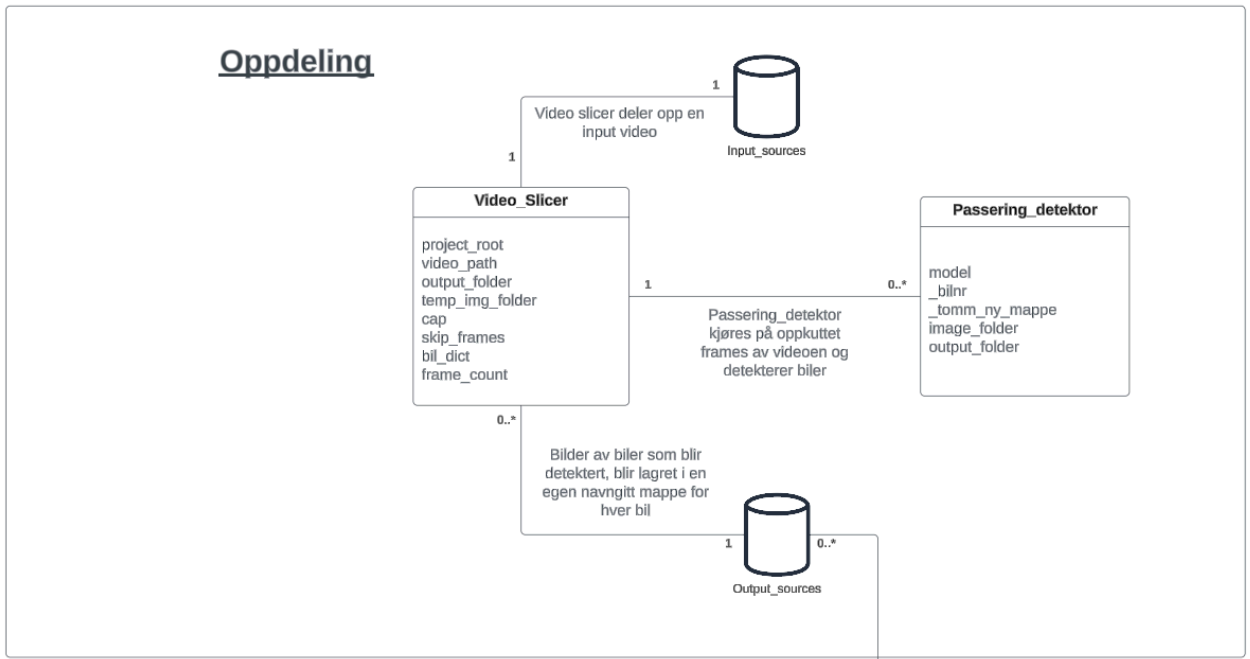 Oppdeling
1
Video slicer deler opp en
input video
Input_sources
1
Video_Slicer
project_root
video_path
output_folder
temp_img_folder
cap
skip_frames
bil_dict
frame_count
1
0..*
Passering_detektor
kjøres på oppkuttet
frames av videoen og
detekterer biler
Passering_detektor
model
_bilnr
_tomm_ny_mappe
image_folder
output_folder
0..*
Bilder av biler som blir
detektert, blir lagret i en
egen navngitt mappe for
hver bil
1
0..*
Output_sources